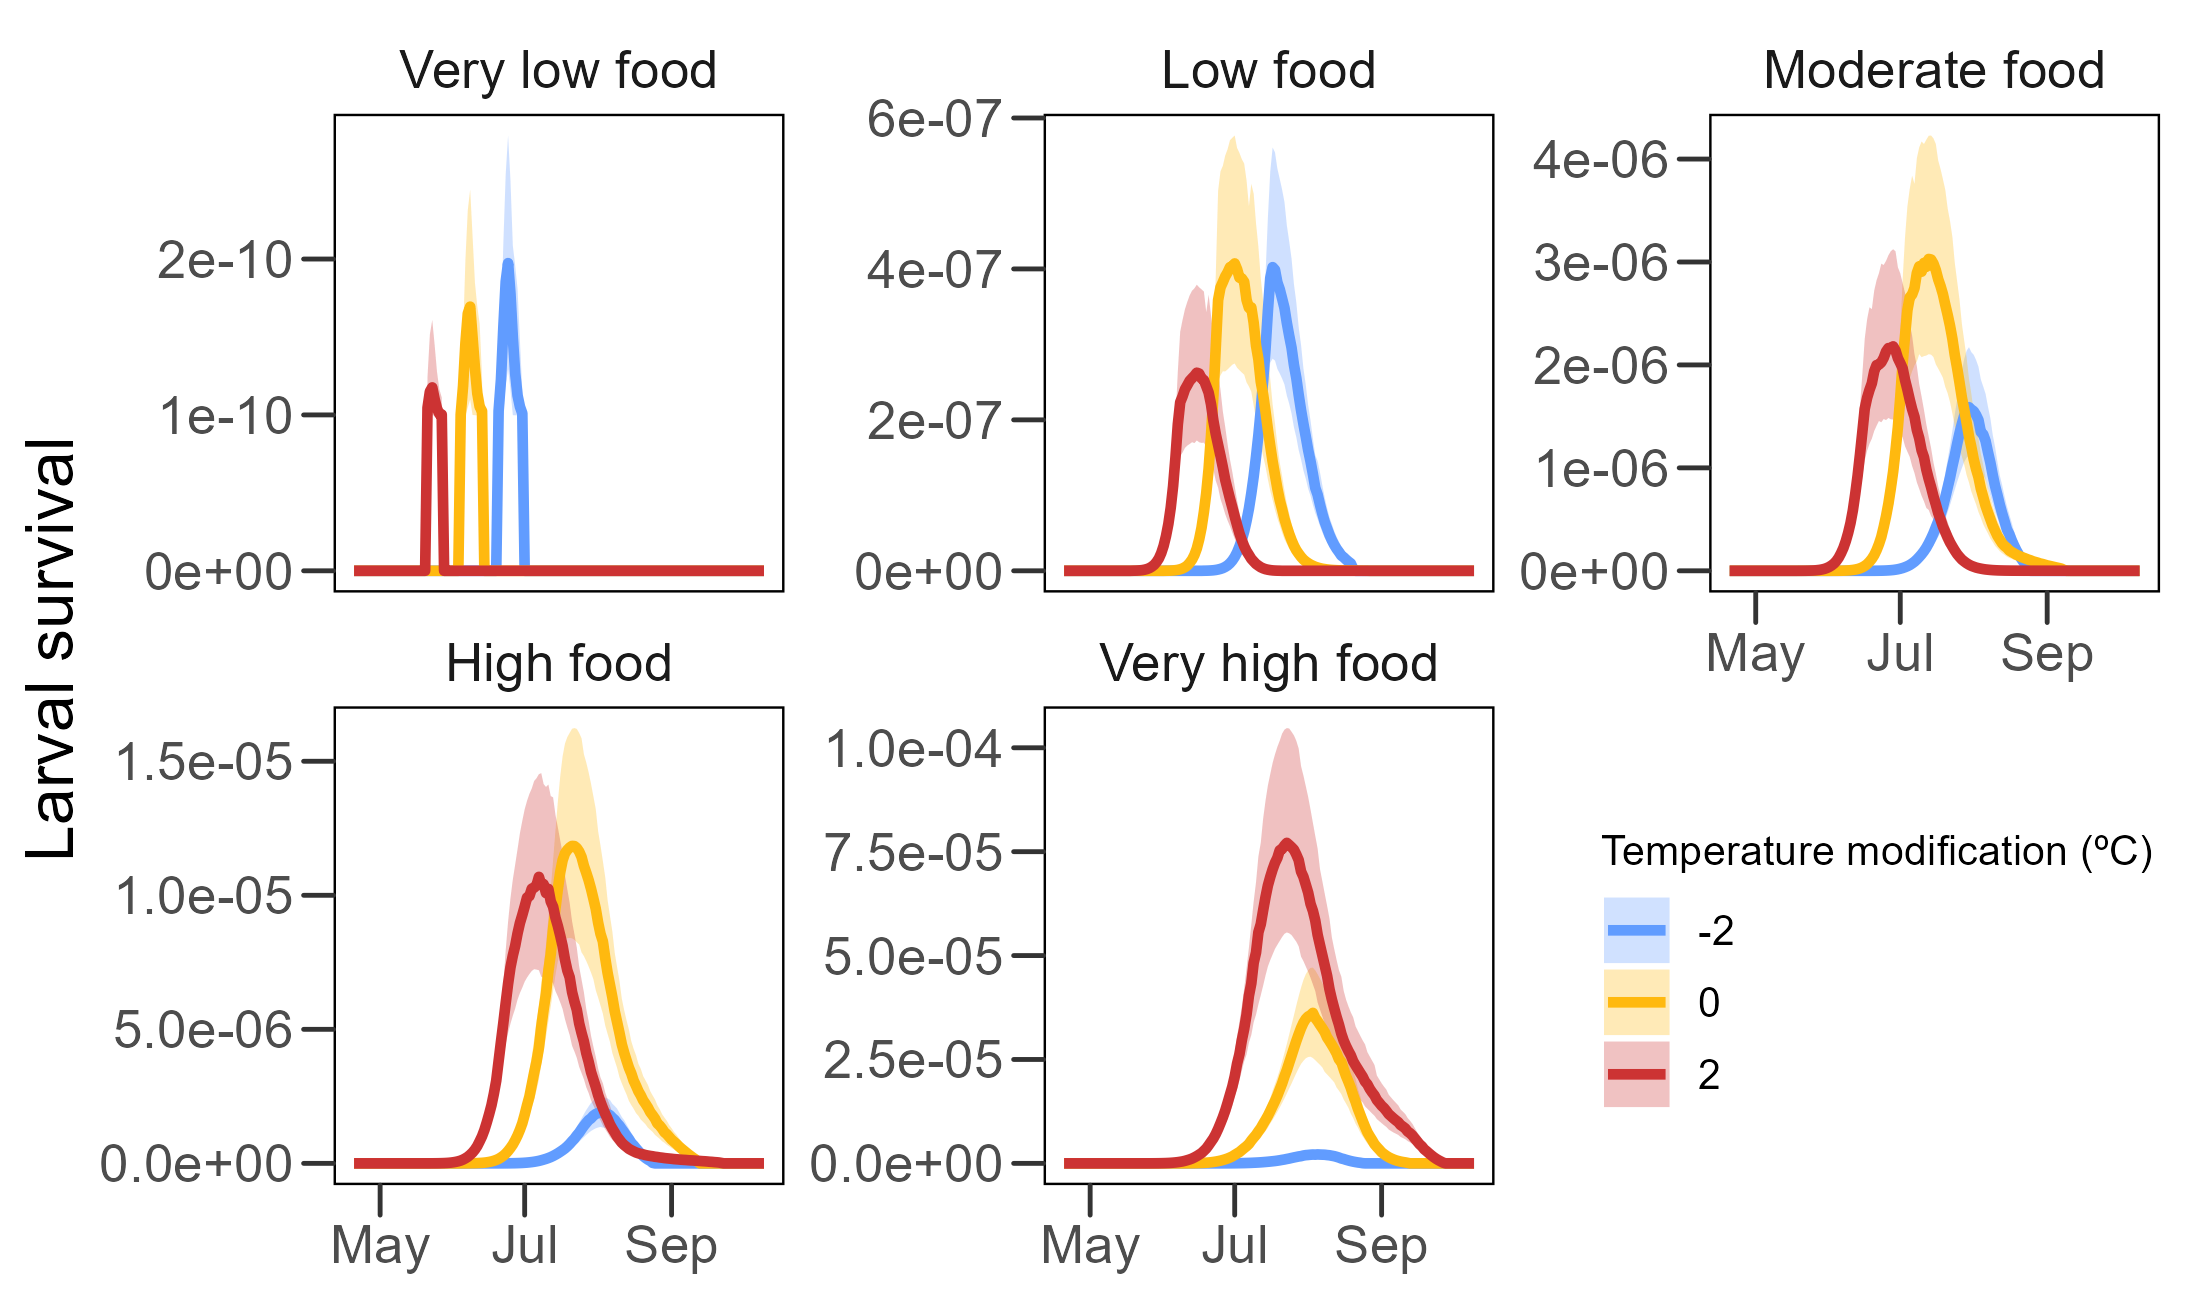 Very low food
Low food
Moderate food
6e-07
4e-07
2e-07
0e+00
2e-10
1e-10
0e+00
4e-06
3e-06
2e-06
1e-06
0e+00
May Jul Sep
Larval survival
High food
Very high food
1.5e-05
1.0e-05
5.0e-06
0.0e+00
May Jul Sep
1.0e-04
7.5e-05
5.0e-05
2.5e-05
0.0e+00
May Jul Sep
Temperature modification (ºC)
-2
0
2